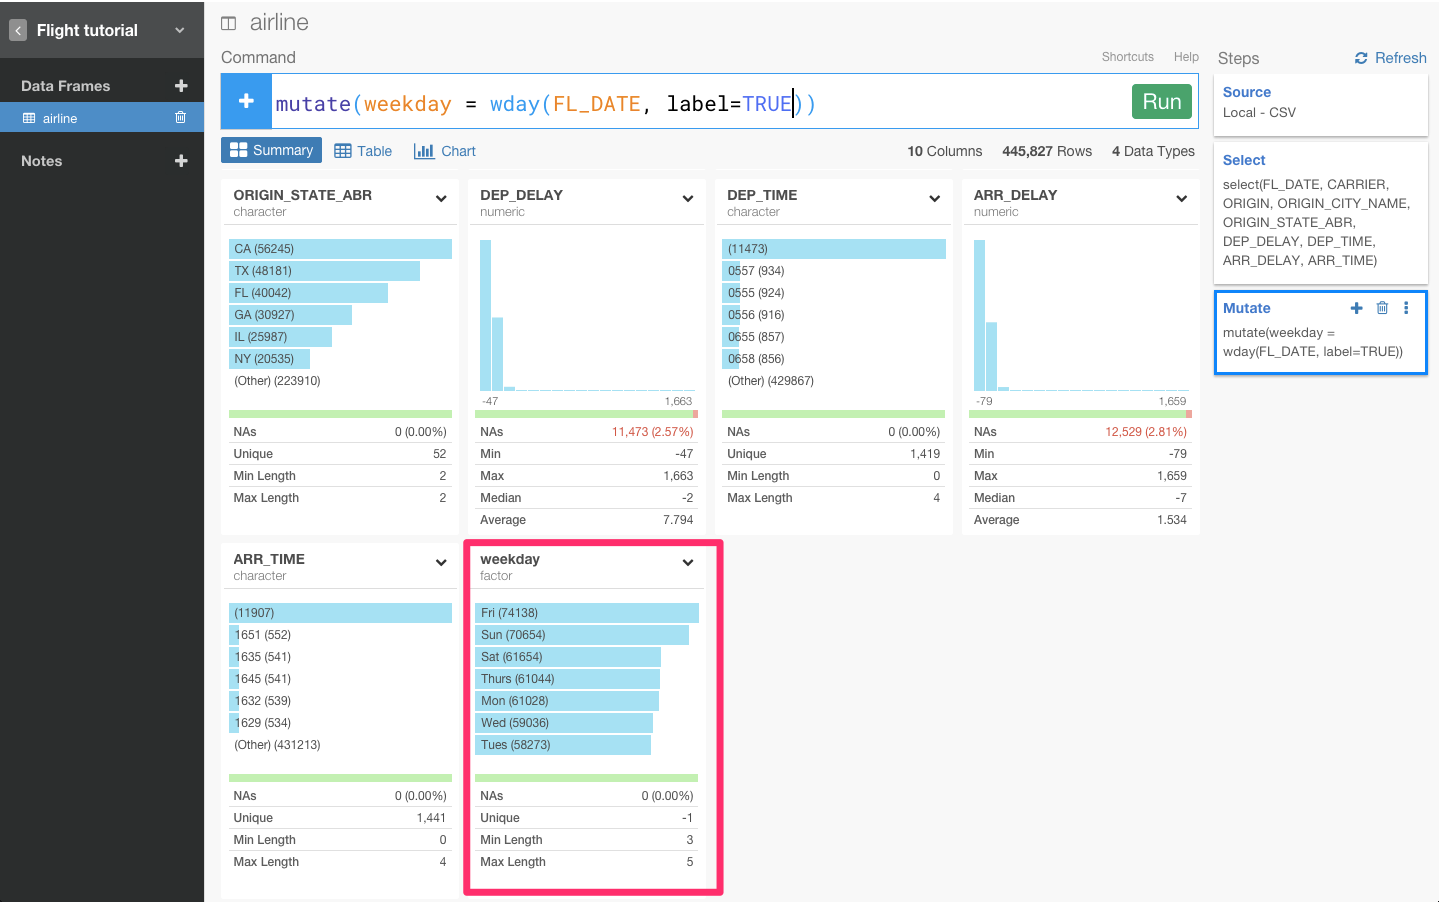 Flight tutorial
Data Frames
airline
Notes
airline
Command
Shortcuts Help
mutate(weekday = wday(FL_DATE, label=TRUE))
Run
Summary Table Chart
10 Columns 445,827 Rows 4 Data Types
ORIGIN_STATE_ABR
character
CA (56245)
TX (48181)
FL (40042)
GA (30927)
IL (25987)
NY (20535)
(Other) (223910)
NAs 0 (0.00%)
Unique 52
Min Length 2
Max Length 2
DEP_DELAY
numeric
-47 1,663
NAs 11,473 (2.57%)
Min -47
Max 1,663
Median -2
Average 7.794
DEP_TIME
character
(11473)
0557 (934)
0555 (924)
0556 (916)
0655 (857)
0658 (856)
(Other) (429867)
NAs 0 (0.00%)
Unique 1,419
Min Length 0
Max Length 4
ARR_DELAY
numeric
-79 1,659
NAs 12,529 (2.81%)
Min -79
Max 1,659
Median -7
Average 1.534
ARR_TIME
character
(11907)
1651 (552)
1635 (541)
1645 (541)
1632 (539)
1629 (534)
(Other) (431213)
NAs 0 (0.00%)
Unique 1,441
Min Length 0
Max Length 4
weekday
factor
Fri (74138)
Sun (70654)
Sat (61654)
Thurs (61044)
Mon (61028)
Wed (59036)
Tues (58273)
NAs 0 (0.00%)
Unique -1
Min Length 3
Max Length 5
Steps Refresh
Source
Local - CSV
Select
select(FL_DATE, CARRIER,
ORIGIN, ORIGIN_CITY_NAME,
ORIGIN_STATE_ABR,
DEP_DELAY, DEP_TIME,
ARR_DELAY, ARR_TIME)
Mutate
mutate(weekday =
wday(FL_DATE, label=TRUE))